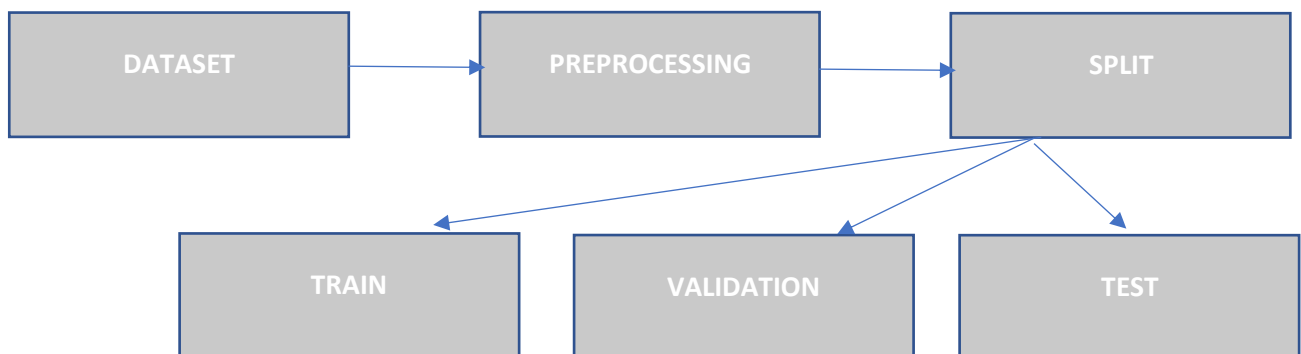 DATASET
PREPROCESSING
SPLIT
TRAIN
VALIDATION
TEST